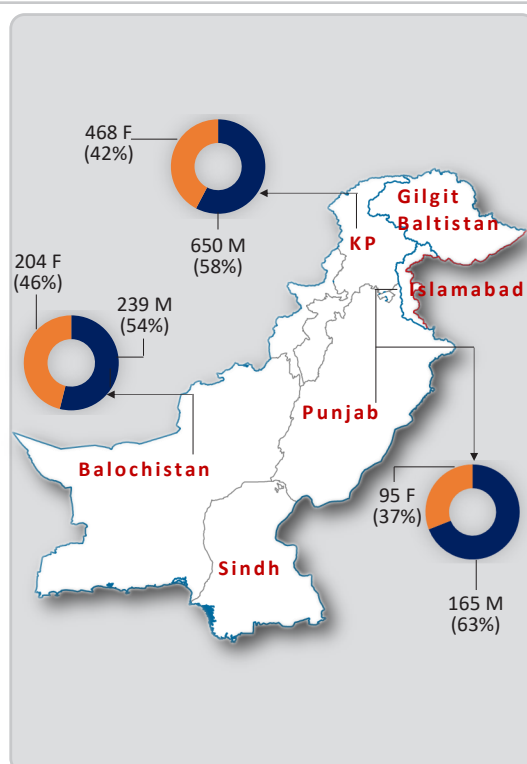 468 F
(42%)
650 M
(58%)
Gilgit
Baltistan
KP
204 F
(46%)
239 M
(54%)
Islamabad
Punjab
Balochistan
95 F
(37%)
165 M
(63%)
Sindh